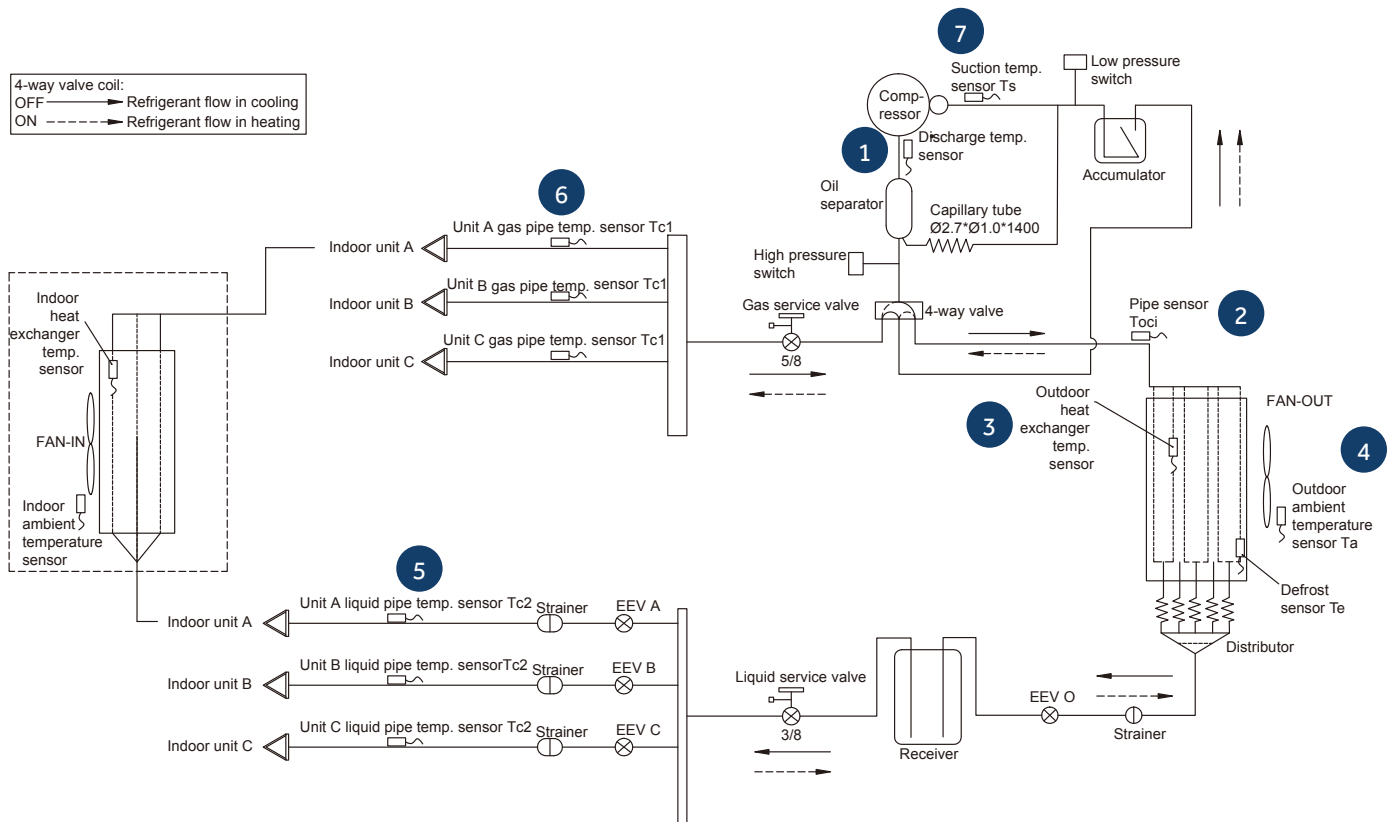 4-way valve coil:
OFF Refrigerant flow in cooling
ON Refrigerant flow in heating
7
Suction temp.
sensor Ts
Low pressure
switch
Comp-
ressor
1
Discharge temp.
sensor
Accumulator
Oil
separator
Capillary tube
Ø2.7*Ø1.0*1400
6
Unit A gas pipe temp. sensor Tc1
Indoor unit A
High pressure
switch
Unit B gas pipe temp. sensor Tc1
Indoor unit B
Gas service valve
4-way valve
Pipe sensor
Toci
2
Unit C gas pipe temp. sensor Tc1
Indoor unit C
5/8
Indoor
heat
exchanger
temp.
sensor
FAN-IN
Indoor
ambient
temperature
sensor
3
Outdoor
heat
exchanger
temp.
sensor
FAN-OUT
4
Outdoor
ambient
temperature
sensor Ta
Defrost
sensor Te
Distributor
5
Unit A liquid pipe temp. sensor Tc2
Strainer
EEV A
Indoor unit A
Unit B liquid pipe temp. sensorTc2
Strainer
EEV B
Indoor unit B
Liquid service valve
Unit C liquid pipe temp. sensor Tc2
Strainer
EEV C
Indoor unit C
3/8
Receiver
EEV O
Strainer